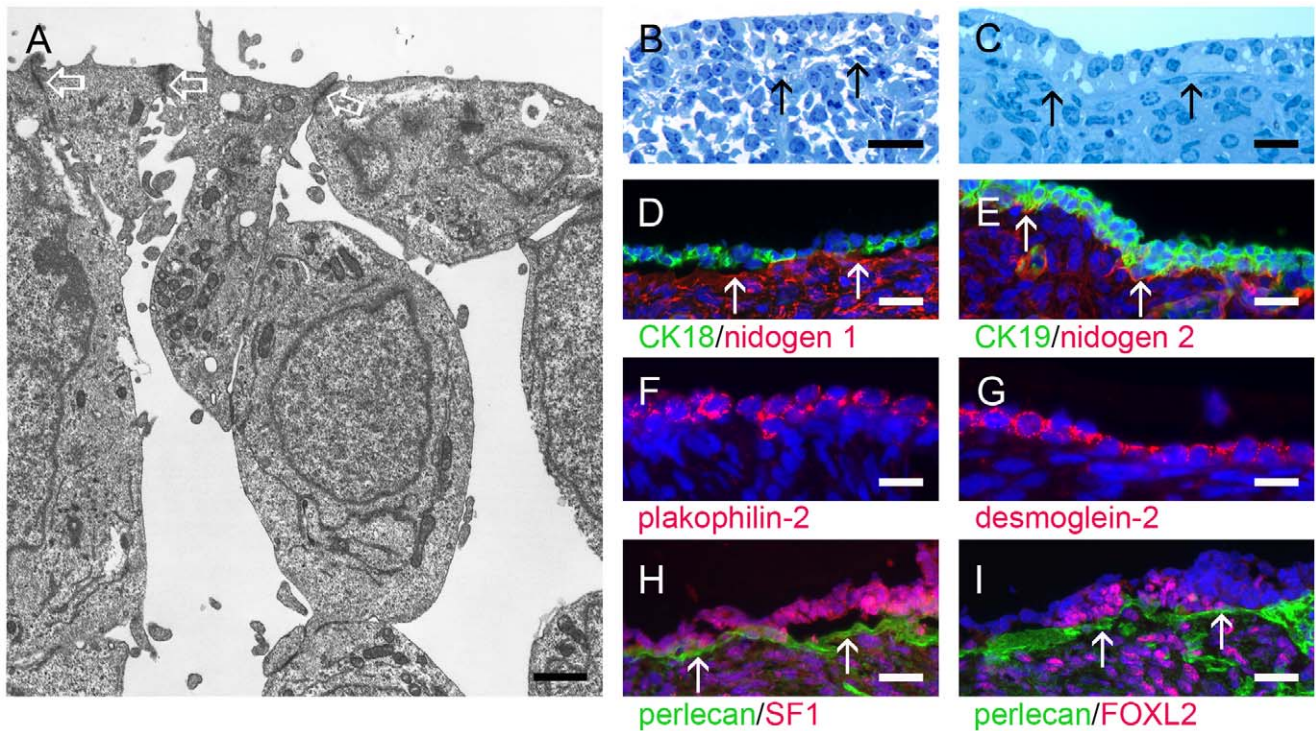 A
B
C
D
E
CK18/nidogen 1
CK19/nidogen 2
F
G
plakophilin-2
desmoglein-2
H
I
perlecan/SF1
perlecan/FOXL2